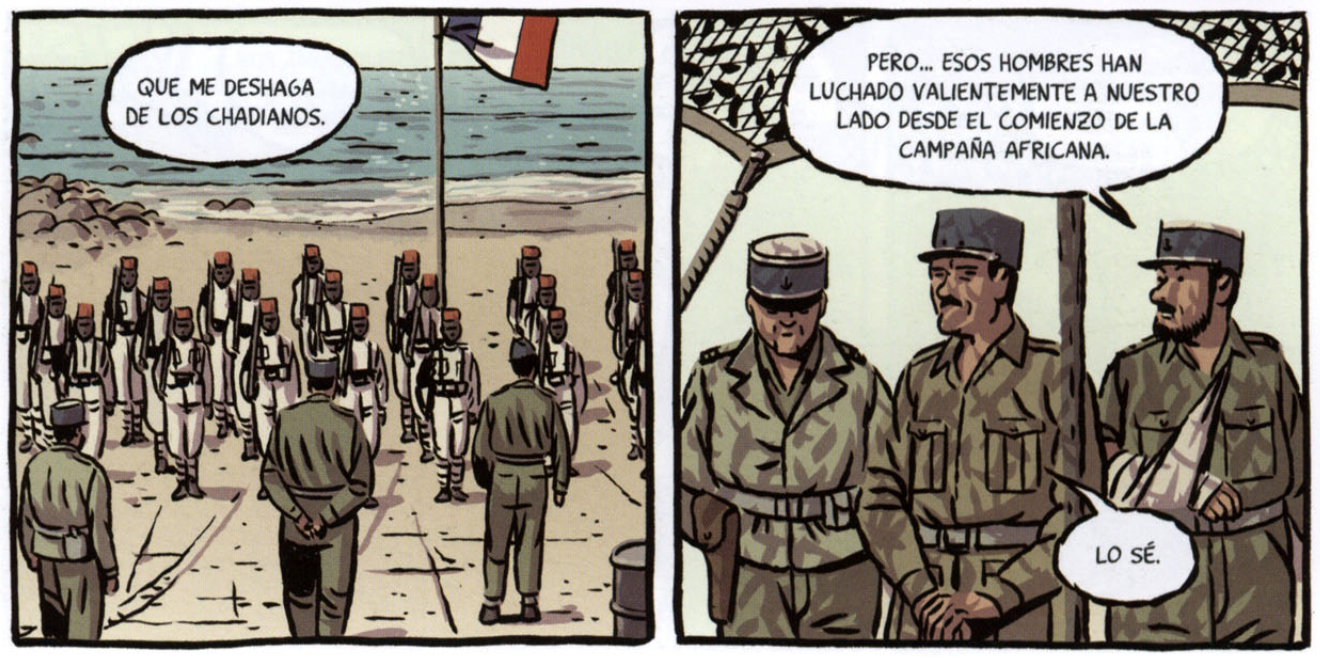 QUE ME DESHAGA
DE LOS CHADIANOS.
PERO... ESOS HOMBRES HAN
LUCHADO VALIENTEMENTE A NUESTRO
LADO DESDE EL COMIENZO DE LA
CAMPAÑA AFRICANA.
LO SÉ.